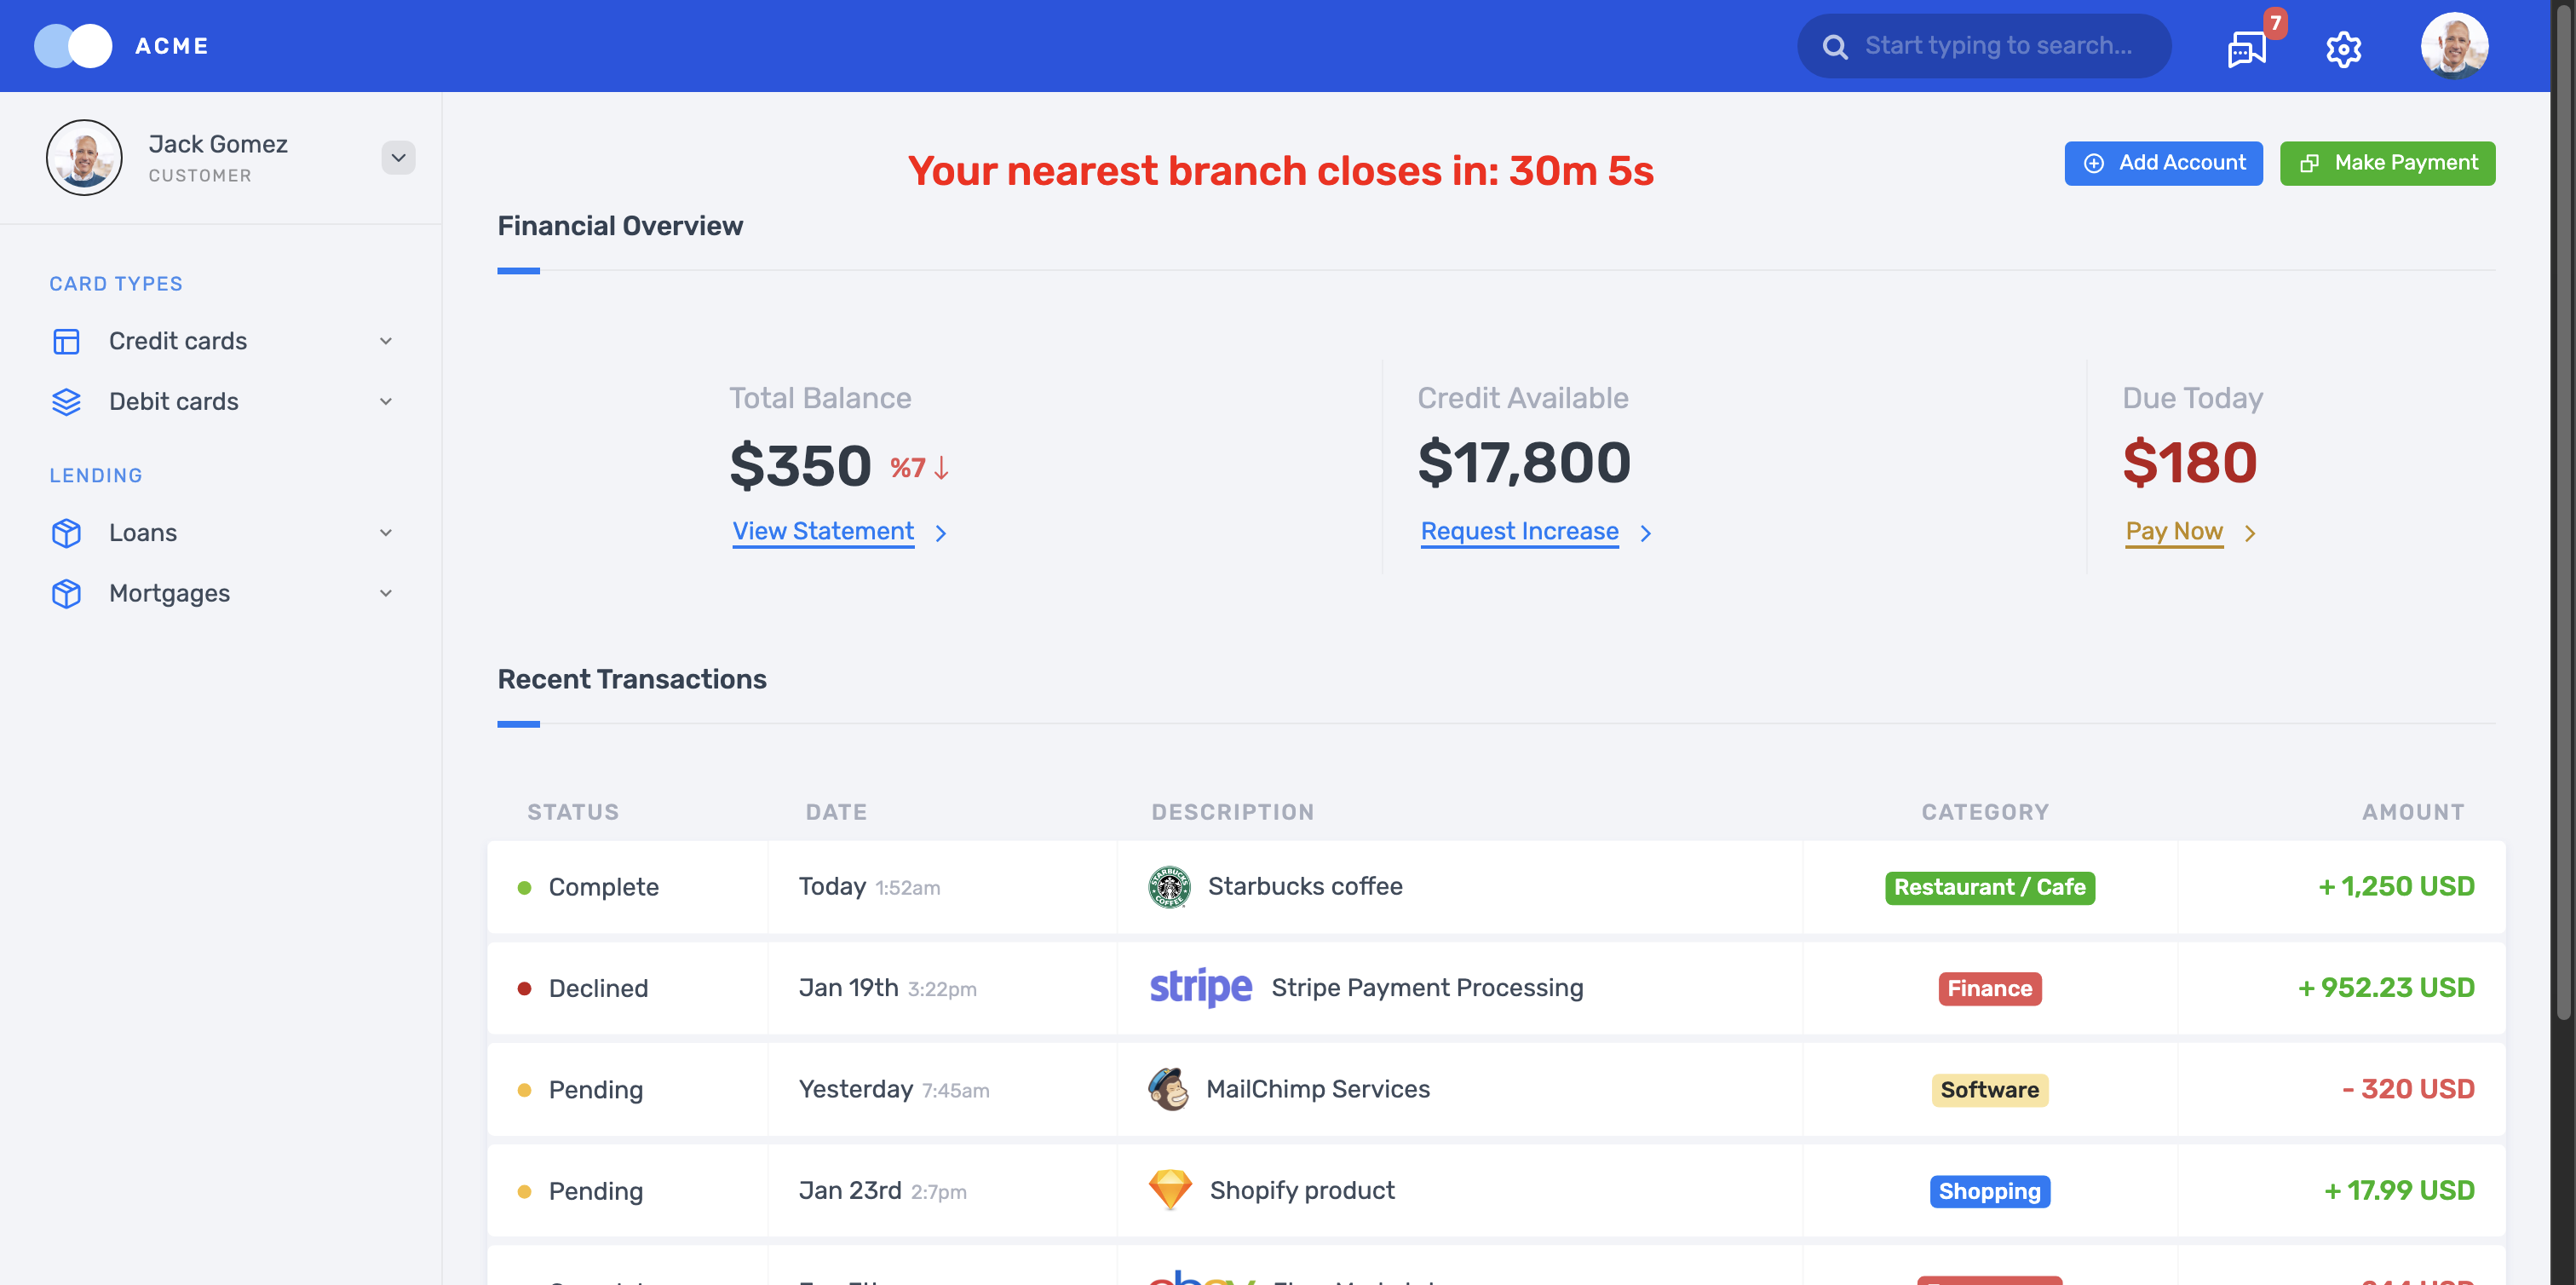 ACME
Start typing to search...
7
Jack Gomez
CUSTOMER
Your nearest branch closes in: 30m 5s
Add Account
Make Payment
Financial Overview
CARD TYPES
Credit cards
Debit cards
LENDING
Loans
Mortgages
Total Balance
$350 %7
View Statement
Credit Available
$17,800
Request Increase
Due Today
$180
Pay Now
Recent Transactions
STATUS DATE DESCRIPTION CATEGORY AMOUNT
Complete Today 1:52am STARBUCKS COFFEE Starbucks coffee Restaurant / Cafe + 1,250 USD
Declined Jan 19th 3:22pm stripe Stripe Payment Processing Finance + 952.23 USD
Pending Yesterday 7:45am MailChimp Services Software - 320 USD
Pending Jan 23rd 2:7pm Shopify product Shopping + 17.99 USD